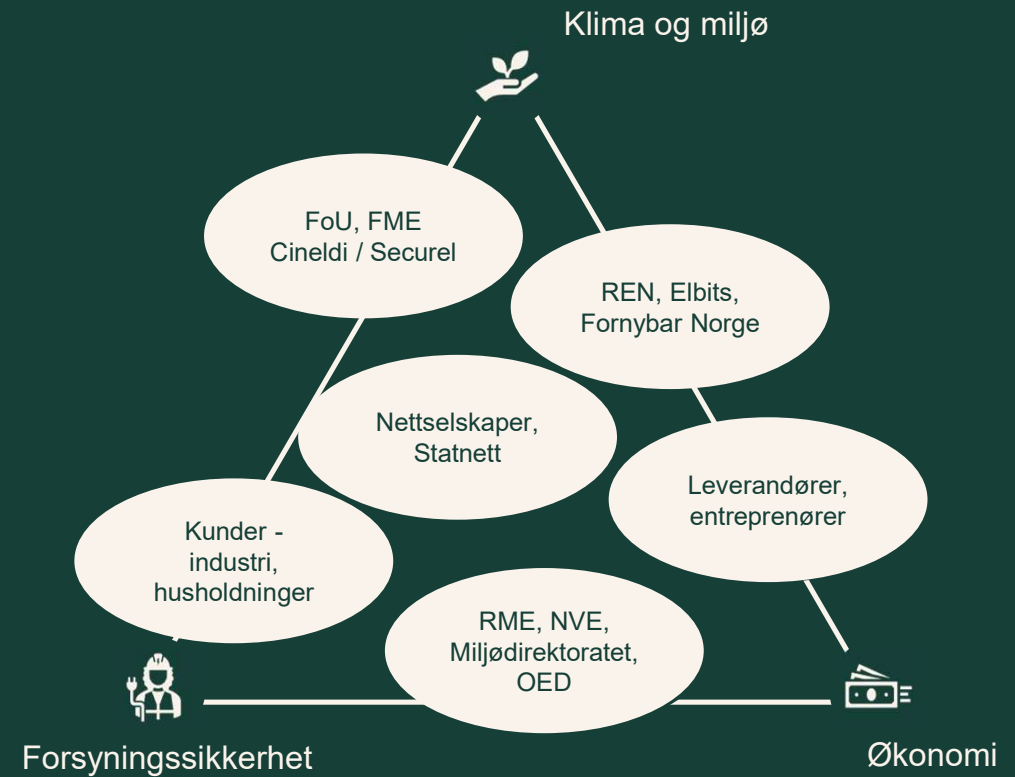 Klima og miljø
FoU, FME
Cineldi / Securel
REN, Elbits,
Fornybar Norge
Nettselskaper,
Statnett
Leverandører,
entreprenører
Kunder -
industri,
husholdninger
RME, NVE,
Miljødirektoratet,
OED
Forsyningssikkerhet
Økonomi